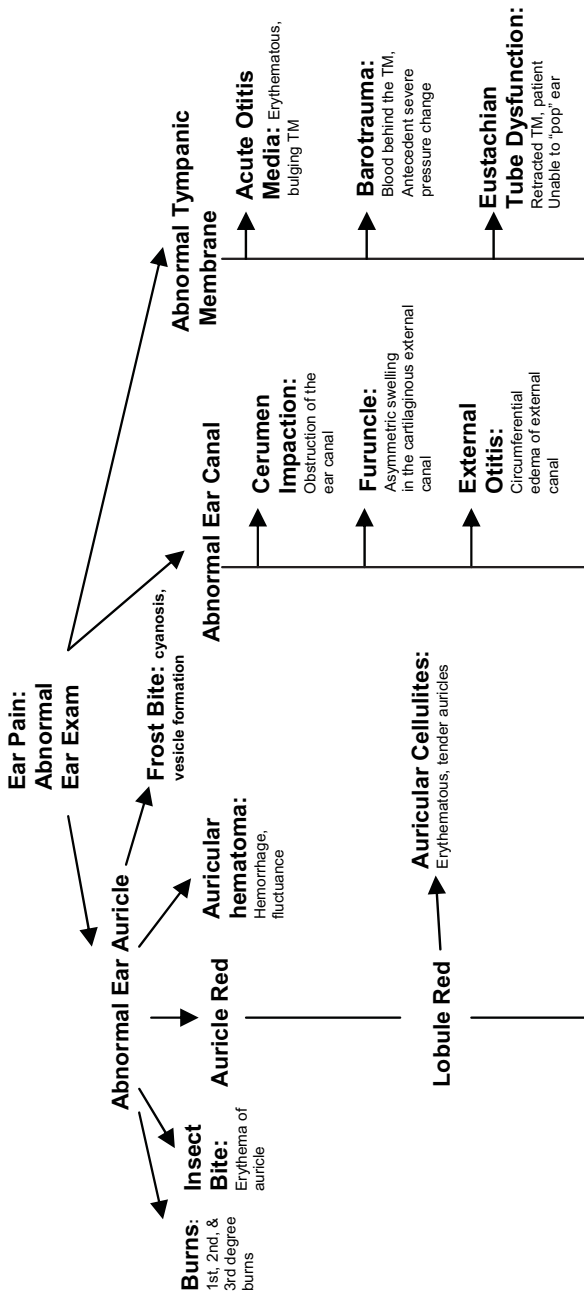 Ear Pain:
Abnormal
Ear Exam
Abnormal Ear Auricle
Burns:
1st, 2nd, &
3rd degree
burns
Insect
Bite:
Erythema of
auricle
Auricle Red
Auricular
hematoma:
Hemorrhage,
fluctuance
Frost Bite: cyanosis,
vesicle formation
Lobule Red
Auricular Cellulites:
Erythematous, tender auricles
Abnormal Ear Canal
Cerumen
Impaction:
Obstruction of the
ear canal
Furuncle:
Asymmetric swelling
in the cartilaginous external
canal
External
Otitis:
Circumferential
edema of external
canal
Abnormal Tympanic
Membrane
Acute Otitis
Media: Erythematous,
bulging TM
Barotrauma:
Blood behind the TM,
Antecedent severe
pressure change
Eustachian
Tube Dysfunction:
Retracted TM, patient
Unable to “pop” ear